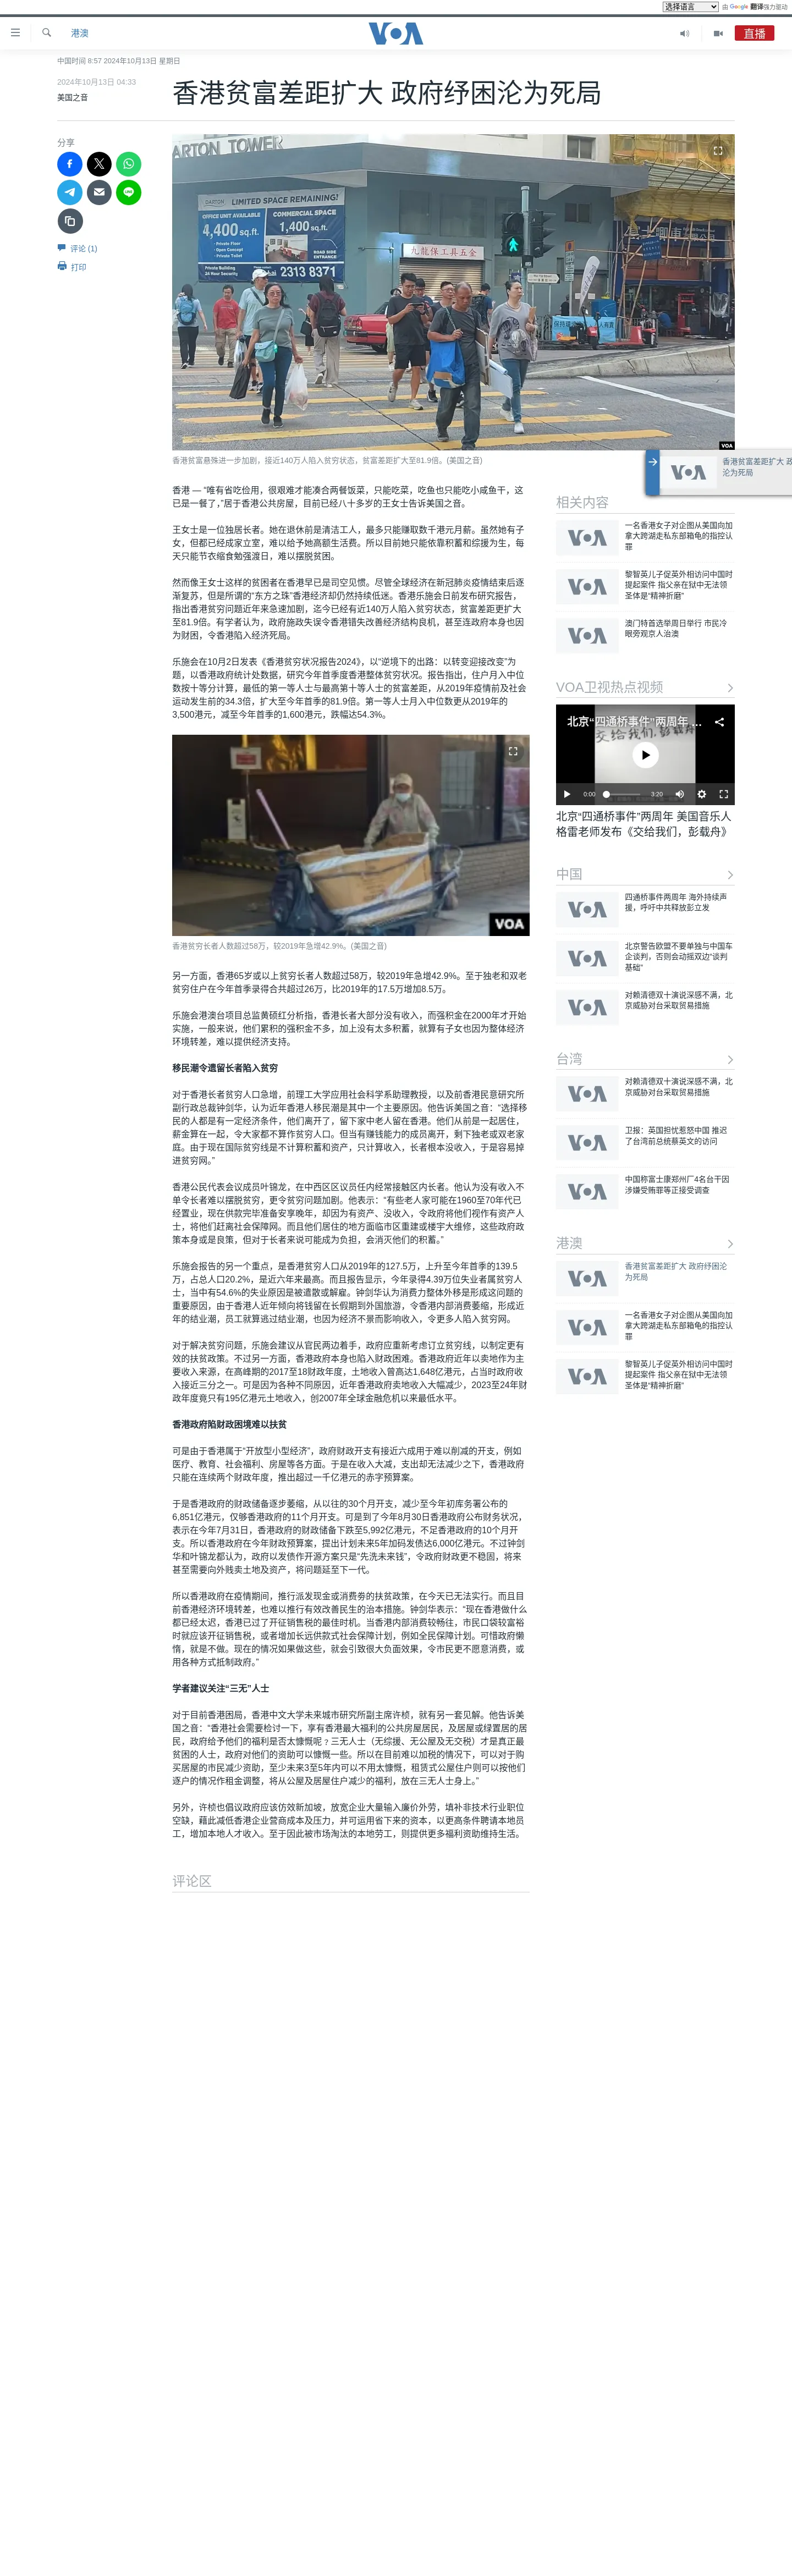 选择语言 由 Google 翻译强力驱动
港澳 VOA 直播
中国时间 8:57 2024年10月13日 星期日
2024年10月13日 04:33
美国之音
香港贫富差距扩大 政府纾困沦为死局
分享
评论 (1)
打印
ARTON TOWER
DESIGN LIMITED SPACE REMAINING!
4,400 sq.ft.
COMMERCIAL SPACE
1,800 sq.ft.
Private Floor
Open Concept
Private Toilet
Private Building
24 Hour Security
2313 8371
九龍保工具五金
VOA
香港贫富悬殊进一步加剧，接近140万人陷入贫穷状态，贫富差距扩大至81.9倍。(美国之音)
VOA
香港贫富差距扩大 政
沦为死局
香港 — “唯有省吃俭用，很艰难才能凑合两餐饭菜，只能吃菜，吃鱼也只能吃小咸鱼干，这
已是一餐了，”居于香港公共房屋，目前已经八十多岁的王女士告诉美国之音。
王女士是一位独居长者。她在退休前是清洁工人，最多只能赚取数千港元月薪。虽然她有子
女，但都已经成家立室，难以给予她高额生活费。所以目前她只能依靠积蓄和综援为生，每
天只能节衣缩食勉强渡日，难以摆脱贫困。
然而像王女士这样的贫困者在香港早已是司空见惯。尽管全球经济在新冠肺炎疫情结束后逐
渐复苏，但是所谓的“东方之珠”香港经济却仍然持续低迷。香港乐施会日前发布研究报告，
指出香港贫穷问题近年来急速加剧，迄今已经有近140万人陷入贫穷状态，贫富差距更扩大
至81.9倍。有学者认为，政府施政失误令香港错失改善经济结构良机，甚至连政府本身也因
为财困，令香港陷入经济死局。
乐施会在10月2日发表《香港贫穷状况报告2024》，以“逆境下的出路：以转变迎接改变”为
题，以香港政府统计处数据，研究今年首季度香港整体贫穷状况。报告指出，住户月入中位
数按十等分计算，最低的第一等人士与最高第十等人士的贫富差距，从2019年疫情前及社会
运动发生前的34.3倍，扩大至今年首季的81.9倍。第一等人士月入中位数更从2019年的
3,500港元，减至今年首季的1,600港元，跌幅达54.3%。
VOA
香港贫穷长者人数超过58万，较2019年急增42.9%。(美国之音)
另一方面，香港65岁或以上贫穷长者人数超过58万，较2019年急增42.9%。至于独老和双老
贫穷住户在今年首季录得合共超过26万，比2019年的17.5万增加8.5万。
乐施会港澳台项目总监黄硕红分析指，香港长者大部分没有收入，而强积金在2000年才开始
实施，一般来说，他们累积的强积金不多，加上没有太多积蓄，就算有子女也因为整体经济
环境转差，难以提供经济支持。
移民潮令遗留长者陷入贫穷
对于香港长者贫穷人口急增，前理工大学应用社会科学系助理教授，以及前香港民意研究所
副行政总裁钟剑华，认为近年香港人移民潮是其中一个主要原因。他告诉美国之音：“选择移
民的人都是有一定经济条件，他们离开了，留下家中老人留在香港。他们从前是一起居住，
薪金算在一起，令大家都不算作贫穷人口。但当有赚钱能力的成员离开，剩下独老或双老家
庭。由于现在国际贫穷线是不计算积蓄和资产，只计算收入，长者根本没收入，于是容易掉
进贫穷网。”
香港公民代表会议成员叶锦龙，在中西区区议员任内经常接触区内长者。他认为没有收入不
单令长者难以摆脱贫穷，更令贫穷问题加剧。他表示：“有些老人家可能在1960至70年代已
经置业，现在供款完毕准备安享晚年，却因为有资产、没收入，令政府将他们视作有资产人
士，将他们赶离社会保障网。而且他们居住的地方面临市区重建或楼宇大维修，这些政府政
策本身或是良策，但对于长者来说可能成为负担，会消灭他们的积蓄。”
乐施会报告的另一个重点，是香港贫穷人口从2019年的127.5万，上升至今年首季的139.5
万，占总人口20.2%，是近六年来最高。而且报告显示，今年录得4.39万位失业者属贫穷人
士，当中有54.6%的失业原因是被遣散或解雇。钟剑华认为消费力整体外移是形成这问题的
重要原因，由于香港人近年倾向将钱留在长假期到外国旅游，令香港内部消费萎缩，形成近
年的结业潮，员工就算逃过结业潮，也因为经济不景而影响收入，令更多人陷入贫穷网。
对于解决贫穷问题，乐施会建议从官民两边着手，政府应重新考虑订立贫穷线，以制定更有
效的扶贫政策。不过另一方面，香港政府本身也陷入财政困难。香港政府近年以卖地作为主
要收入来源，在高峰期的2017至18财政年度，土地收入曾高达1,648亿港元，占当时政府收
入接近三分之一。可是因为各种不同原因，近年香港政府卖地收入大幅减少，2023至24年财
政年度竟只有195亿港元土地收入，创2007年全球金融危机以来最低水平。
香港政府陷财政困境难以扶贫
可是由于香港属于“开放型小型经济”，政府财政开支有接近六成用于难以削减的开支，例如
医疗、教育、社会福利、房屋等各方面。于是在收入大减，支出却无法减少之下，香港政府
只能在连续两个财政年度，推出超过一千亿港元的赤字预算案。
于是香港政府的财政储备逐步萎缩，从以往的30个月开支，减少至今年初库务署公布的
6,851亿港元，仅够香港政府的11个月开支。可是到了今年8月30日香港政府公布财务状况，
表示在今年7月31日，香港政府的财政储备下跌至5,992亿港元，不足香港政府的10个月开
支。所以香港政府在今年财政预算案，提出计划未来5年加码发债达6,000亿港元。不过钟剑
华和叶锦龙都认为，政府以发债作开源方案只是“先洗未来钱”，令政府财政更不稳固，将来
甚至需要向外贱卖土地及资产，将问题延至下一代。
所以香港政府在疫情期间，推行派发现金或消费券的扶贫政策，在今天已无法实行。而且目
前香港经济环境转差，也难以推行有效改善民生的治本措施。钟剑华表示：“现在香港做什么
都已经太迟，香港已过了开征销售税的最佳时机。当香港内部消费较畅往，市民口袋较富裕
时就应该开征销售税，或者增加长远供款式社会保障计划，例如全民保障计划。可惜政府懒
惰，就是不做。现在的情况如果做这些，就会引致很大负面效果，令市民更不愿意消费，或
用各种方式抵制政府。”
学者建议关注“三无”人士
对于目前香港困局，香港中文大学未来城市研究所副主席许桢，就有另一套见解。他告诉美
国之音：“香港社会需要检讨一下，享有香港最大福利的公共房屋居民，及居屋或绿置居的居
民，政府给予他们的福利是否太慷慨呢﹖三无人士（无综援、无公屋及无交税）才是真正最
贫困的人士，政府对他们的资助可以慷慨一些。所以在目前难以加税的情况下，可以对于购
买居屋的市民减少资助，至少未来3至5年内可以不用太慷慨，租赁式公屋住户则可以按他们
逐户的情况作租金调整，将从公屋及居屋住户减少的福利，放在三无人士身上。”
另外，许桢也倡议政府应该仿效新加坡，放宽企业大量输入廉价外劳，填补非技术行业职位
空缺，藉此减低香港企业营商成本及压力，并可运用省下来的资本，以更高条件聘请本地员
工，增加本地人才收入。至于因此被市场淘汰的本地劳工，则提供更多福利资助维持生活。
评论区
相关内容
VOA
一名香港女子对企图从美国向加
拿大跨湖走私东部箱龟的指控认
罪
VOA
黎智英儿子促英外相访问中国时
提起案件 指父亲在狱中无法领
圣体是“精神折磨”
VOA
澳门特首选举周日举行 市民冷
眼旁观京人治澳
VOA卫视热点视频
北京“四通桥事件”两周年 ...
0:00 3:20
北京“四通桥事件”两周年 美国音乐人
格雷老师发布《交给我们，彭载舟》
中国
VOA
四通桥事件两周年 海外持续声
援，呼吁中共释放彭立发
VOA
北京警告欧盟不要单独与中国车
企谈判，否则会动摇双边“谈判
基础”
VOA
对赖清德双十演说深感不满，北
京威胁对台采取贸易措施
台湾
VOA
对赖清德双十演说深感不满，北
京威胁对台采取贸易措施
VOA
卫报：英国担忧惹怒中国 推迟
了台湾前总统蔡英文的访问
VOA
中国称富士康郑州厂4名台干因
涉嫌受贿罪等正接受调查
港澳
VOA
香港贫富差距扩大 政府纾困沦
为死局
VOA
一名香港女子对企图从美国向加
拿大跨湖走私东部箱龟的指控认
罪
VOA
黎智英儿子促英外相访问中国时
提起案件 指父亲在狱中无法领
圣体是“精神折磨”